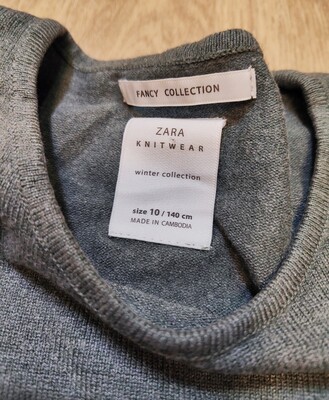 FANCY COLLECTION
ZARA
KNITWEAR
winter collection
size 10 / 140 cm
MADE IN CAMBODIA